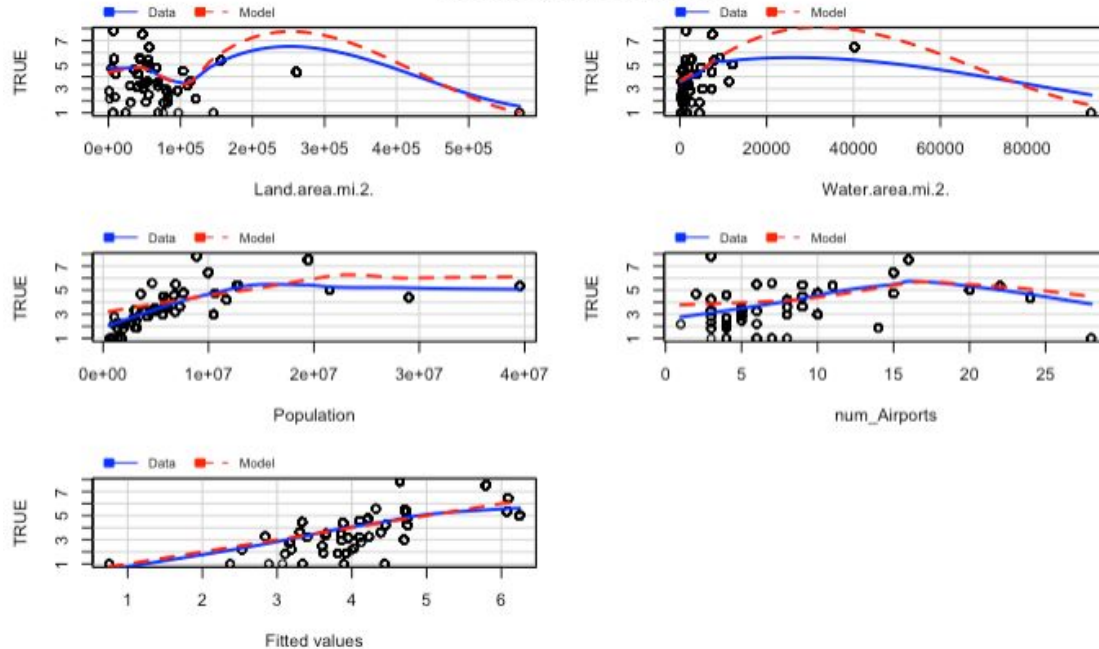 Data Model
TRUE
1 3 5 7
0e+00 1e+05 2e+05 3e+05 4e+05 5e+05
Land.area.mi.2.
Data Model
TRUE
1 3 5 7
0 20000 40000 60000 80000
Water.area.mi.2.
Data Model
TRUE
1 3 5 7
0e+00 1e+07 2e+07 3e+07 4e+07
Population
Data Model
TRUE
1 3 5 7
0 5 10 15 20 25
num_Airports
Data Model
TRUE
1 3 5 7
1 2 3 4 5 6
Fitted values